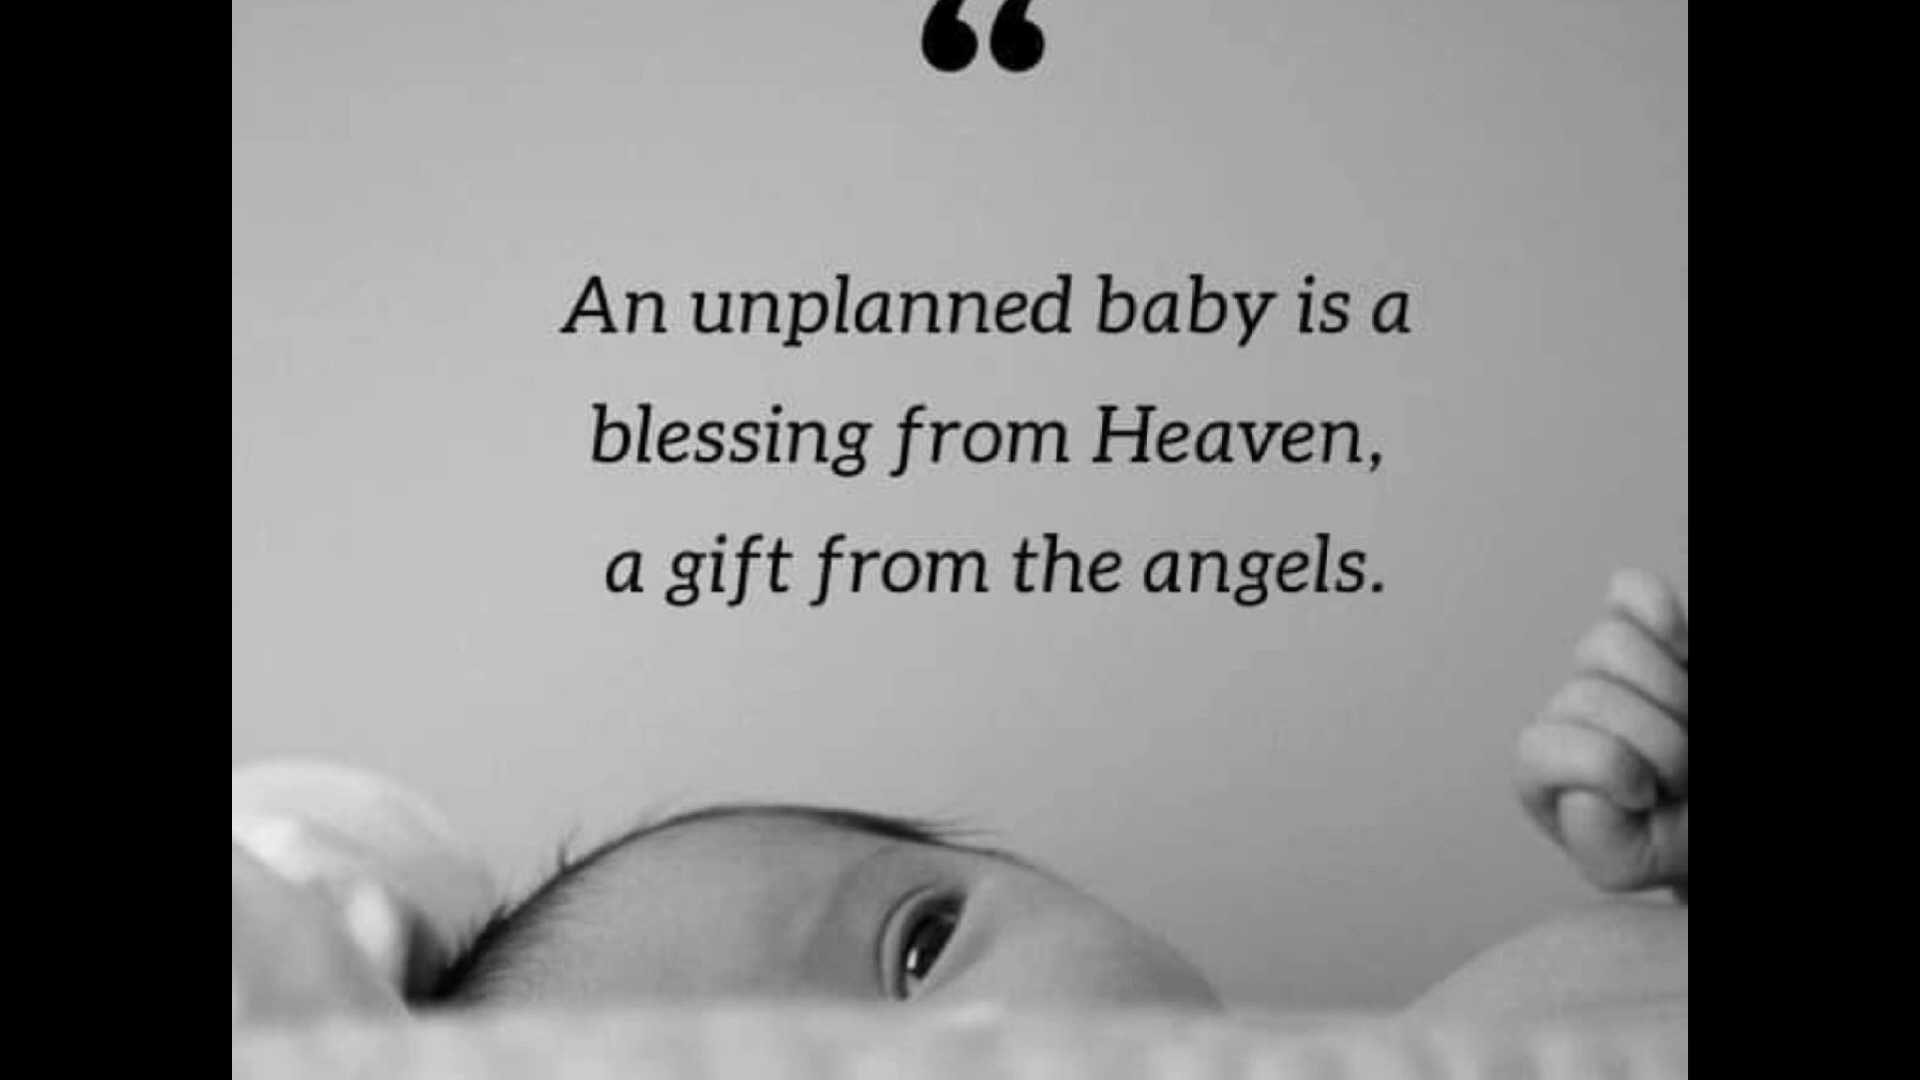 “
An unplanned baby is a
blessing from Heaven,
a gift from the angels.